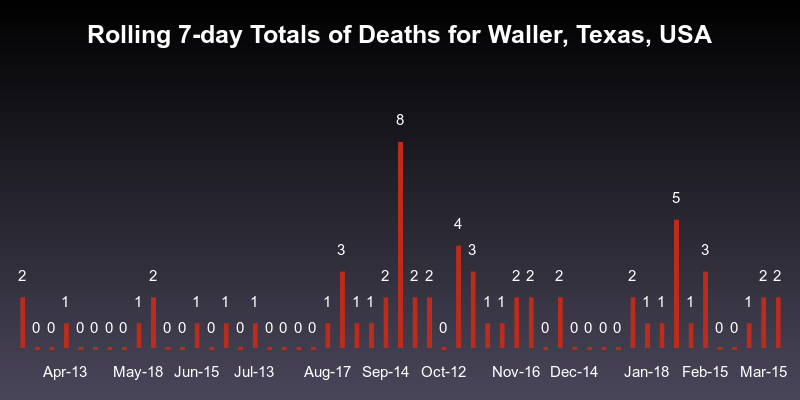 Rolling 7-day Totals of Deaths for Waller, Texas, USA
8
5
4
3 3 3
2 2 2 2 2 2 2 2 2 2 2
1 1 1 1 1 1 1 1 1 1 1 1 1 1
0 0 0 0 0 0 0 0 0 0 0 0 0 0 0 0 0 0 0 0 0
Apr-13 May-18 Jun-15 Jul-13 Aug-17 Sep-14 Oct-12 Nov-16 Dec-14 Jan-18 Feb-15 Mar-15